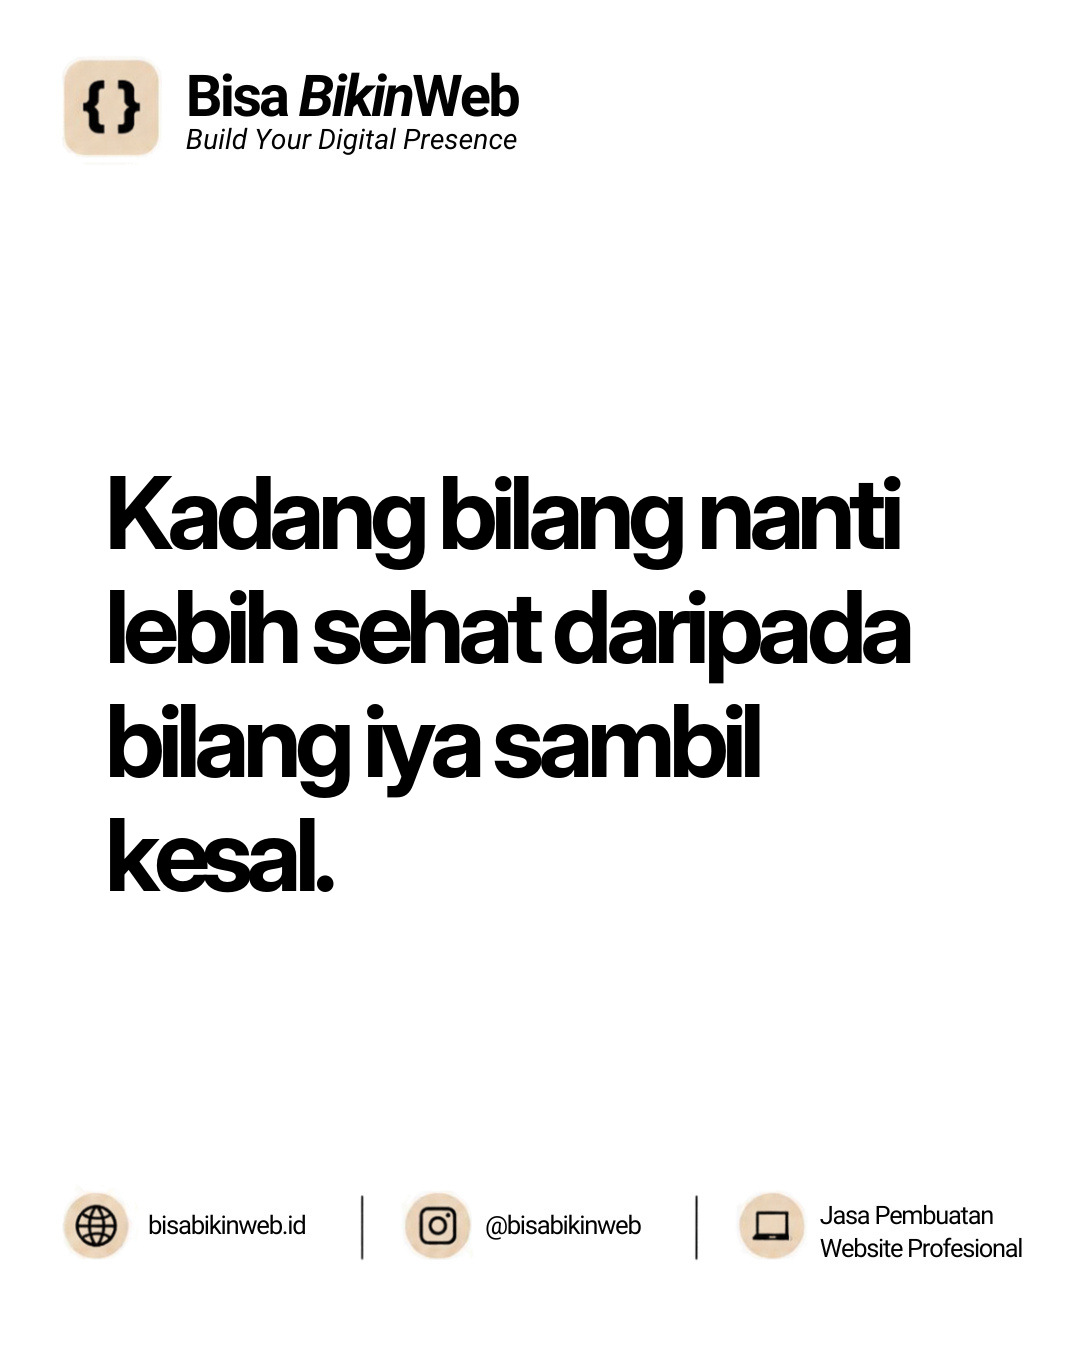 { }
Bisa BikinWeb
Build Your Digital Presence
Kadang bilang nanti
lebih sehat daripada
bilang iya sambil
kesal.
bisabikinweb.id
@bisabikinweb
Jasa Pembuatan
Website Profesional